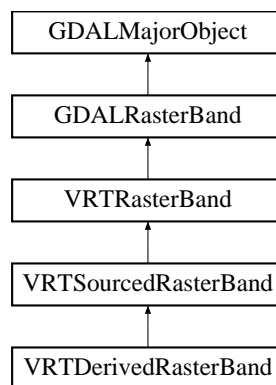 GDALMajorObject
GDALRasterBand
VRTRasterBand
VRTSourcedRasterBand
VRTDerivedRasterBand